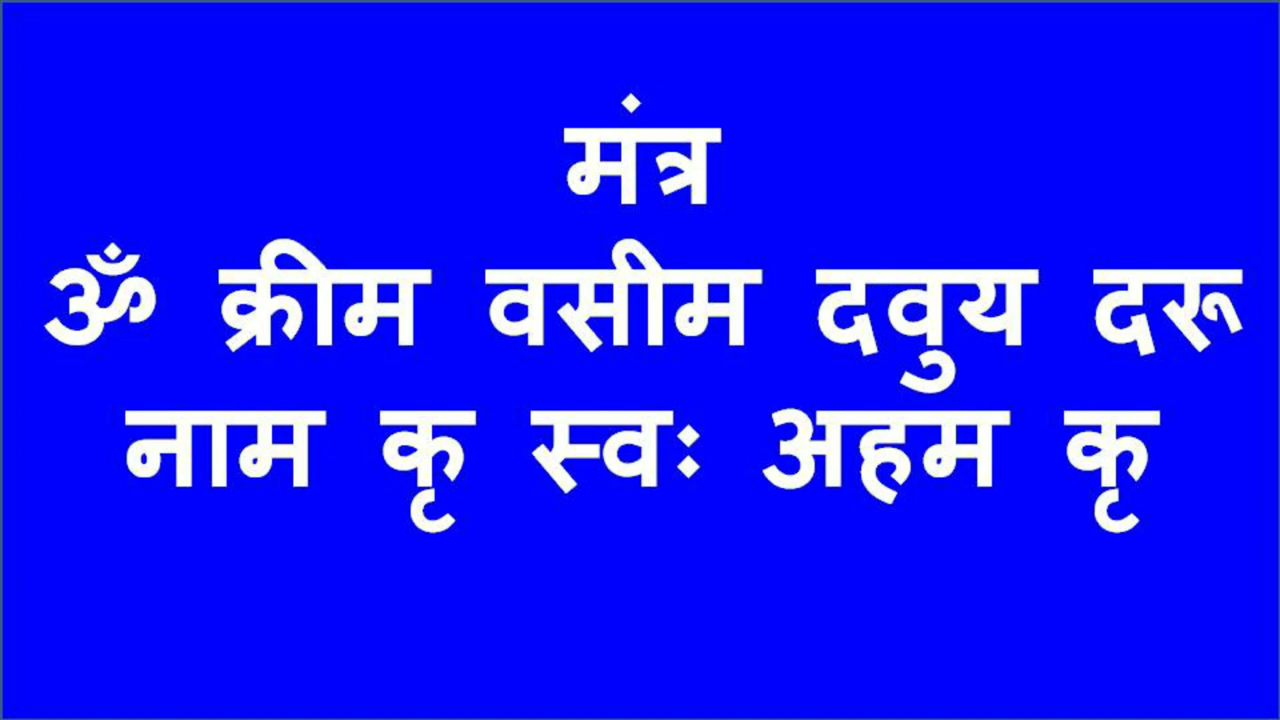 मंत्र
ॐ क्रीम वसीम दवुय दरू
नाम कृ स्वः अहम कृ